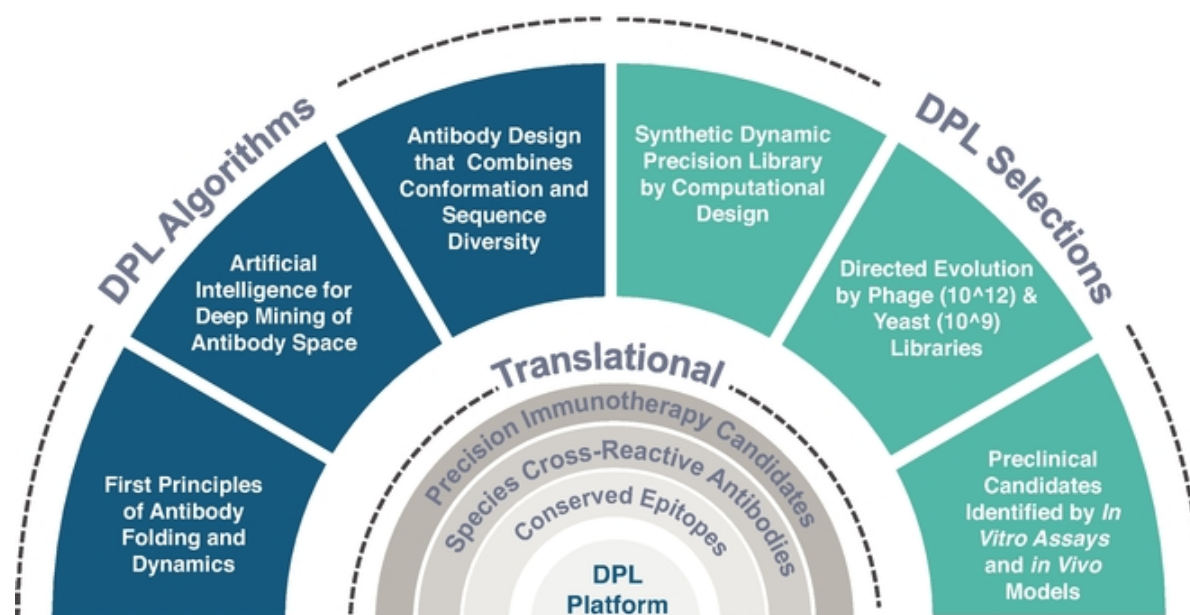 DPL Algorithms
First Principles
of Antibody
Folding and
Dynamics
Artificial
Intelligence for
Deep Mining of
Antibody Space
Antibody Design
that Combines
Conformation and
Sequence
Diversity
DPL Selections
Synthetic Dynamic
Precision Library
by Computational
Design
Directed Evolution
by Phage (10^12) &
Yeast (10^9)
Libraries
Preclinical
Candidates
Identified by In
Vitro Assays
and in Vivo
Models
Translational
Precision Immunotherapy Candidates
Species Cross-Reactive Antibodies
Conserved Epitopes
DPL
Platform